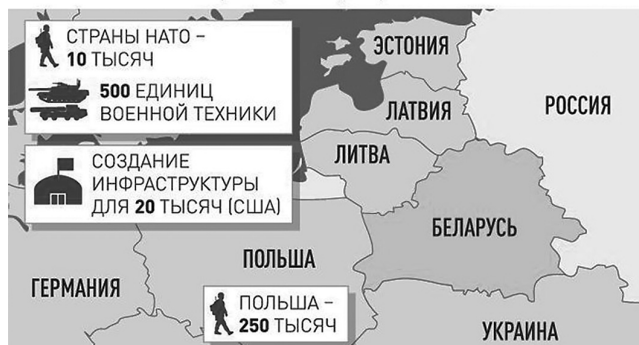 СТРАНЫ НАТО –
10 ТЫСЯЧ
500 ЕДИНИЦ
ВОЕННОЙ ТЕХНИКИ
СОЗДАНИЕ
ИНФРАСТРУКТУРЫ
ДЛЯ 20 ТЫСЯЧ (США)
ЭСТОНИЯ
ЛАТВИЯ
РОССИЯ
ЛИТВА
БЕЛАРУСЬ
ПОЛЬША
ГЕРМАНИЯ
ПОЛЬША –
250 ТЫСЯЧ
УКРАИНА